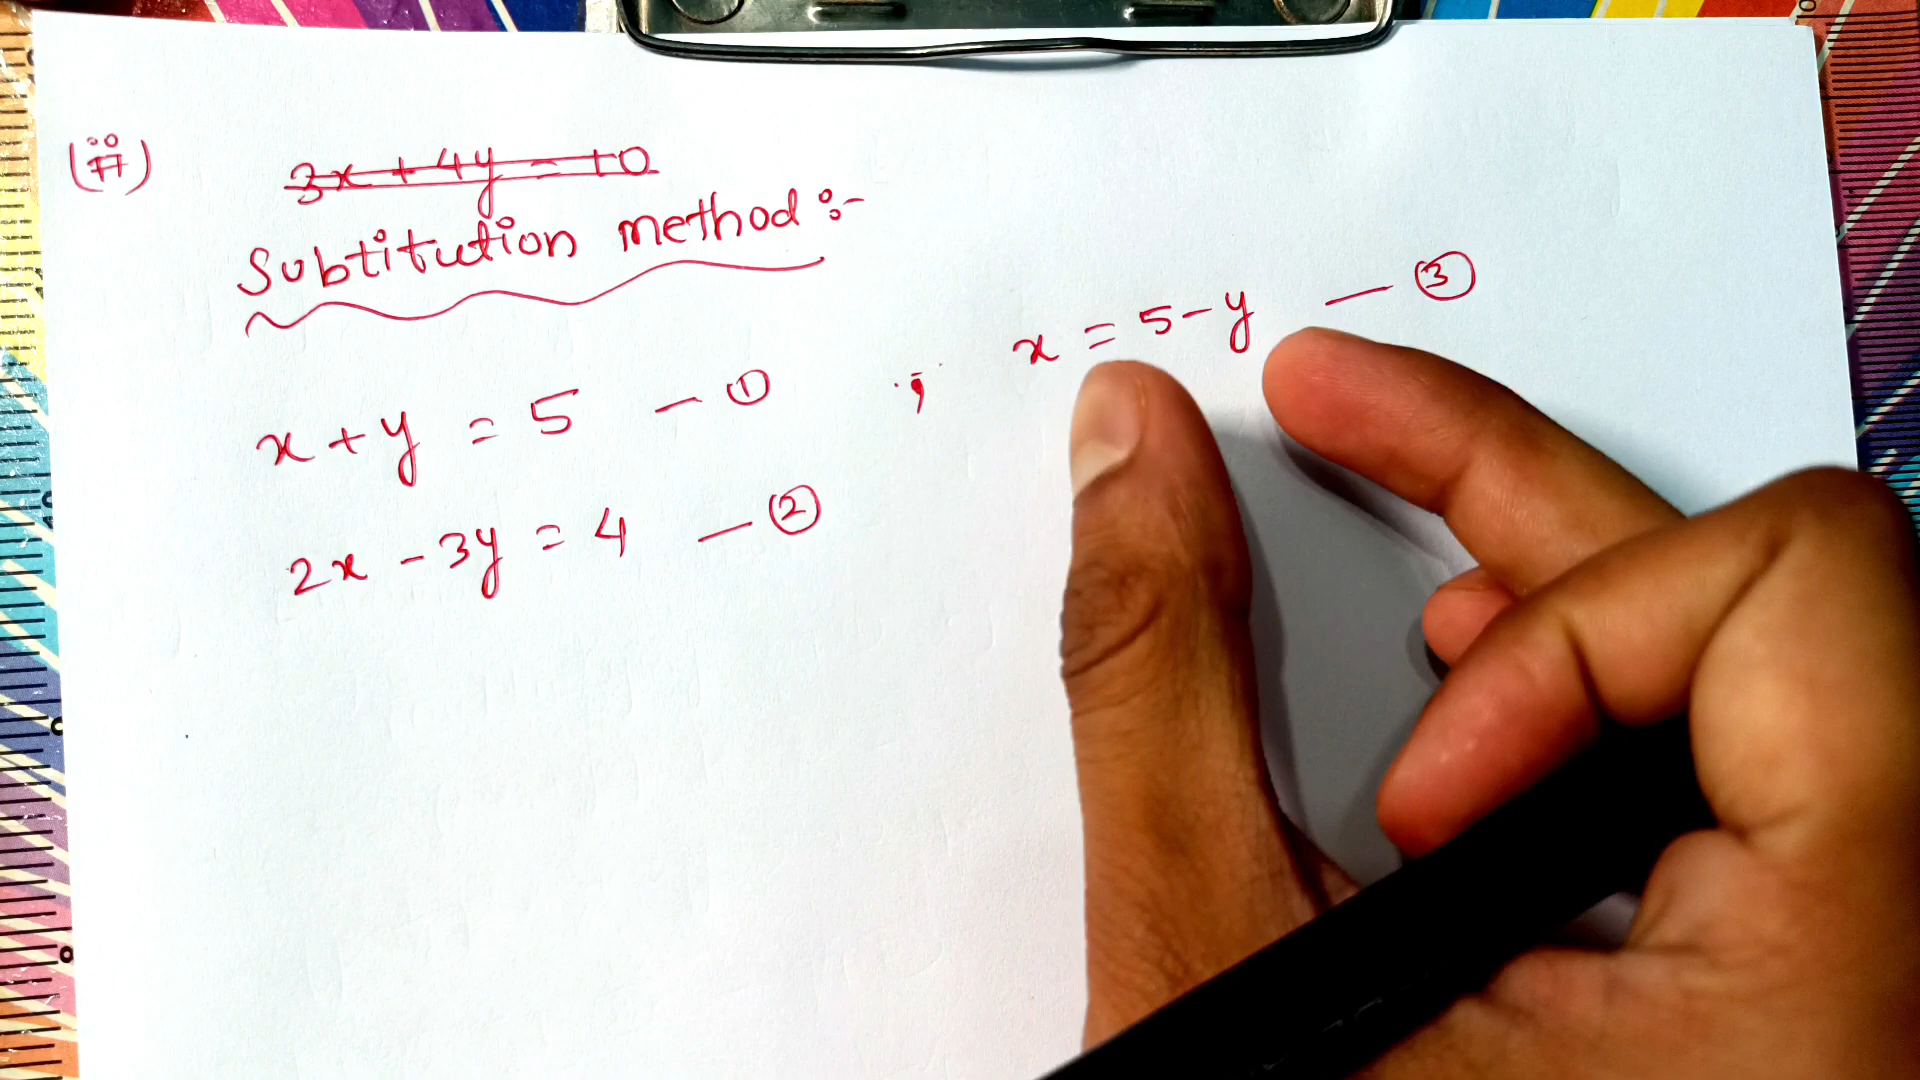 (ii) 3x + 4y = 10
Subtitution method :-
x + y = 5 — ① ; x = 5 - y — ③
2x - 3y = 4 — ②